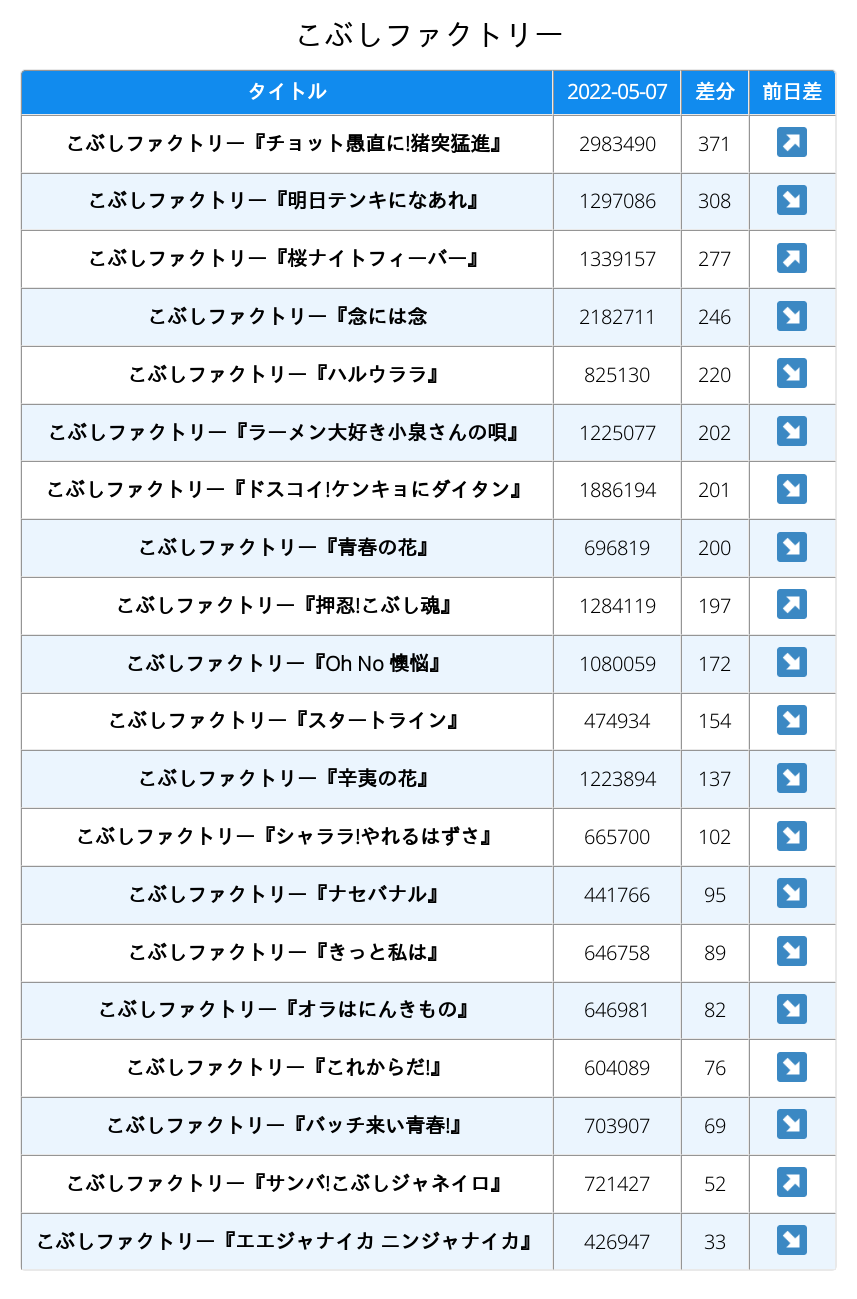 こぶしファクトリー
タイトル 2022-05-07 差分 前日差
こぶしファクトリー『チョット愚直に!猪突猛進』 2983490 371 ↗
こぶしファクトリー『明日テンキになあれ』 1297086 308 ↘
こぶしファクトリー『桜ナイトフィーバー』 1339157 277 ↗
こぶしファクトリー『念には念 2182711 246 ↘
こぶしファクトリー『ハルウララ』 825130 220 ↘
こぶしファクトリー『ラーメン大好き小泉さんの唄』 1225077 202 ↘
こぶしファクトリー『ドスコイ!ケンキョにダイタン』 1886194 201 ↘
こぶしファクトリー『青春の花』 696819 200 ↘
こぶしファクトリー『押忍!こぶし魂』 1284119 197 ↗
こぶしファクトリー『Oh No 懊悩』 1080059 172 ↘
こぶしファクトリー『スタートライン』 474934 154 ↘
こぶしファクトリー『辛夷の花』 1223894 137 ↘
こぶしファクトリー『シャララ!やれるはずさ』 665700 102 ↘
こぶしファクトリー『ナセバナル』 441766 95 ↘
こぶしファクトリー『きっと私は』 646758 89 ↘
こぶしファクトリー『オラはにんきもの』 646981 82 ↘
こぶしファクトリー『これからだ!』 604089 76 ↘
こぶしファクトリー『バッチ来い青春!』 703907 69 ↘
こぶしファクトリー『サンバ!こぶしジャネイロ』 721427 52 ↗
こぶしファクトリー『エエジャナイカ ニンジャナイカ』 426947 33 ↘